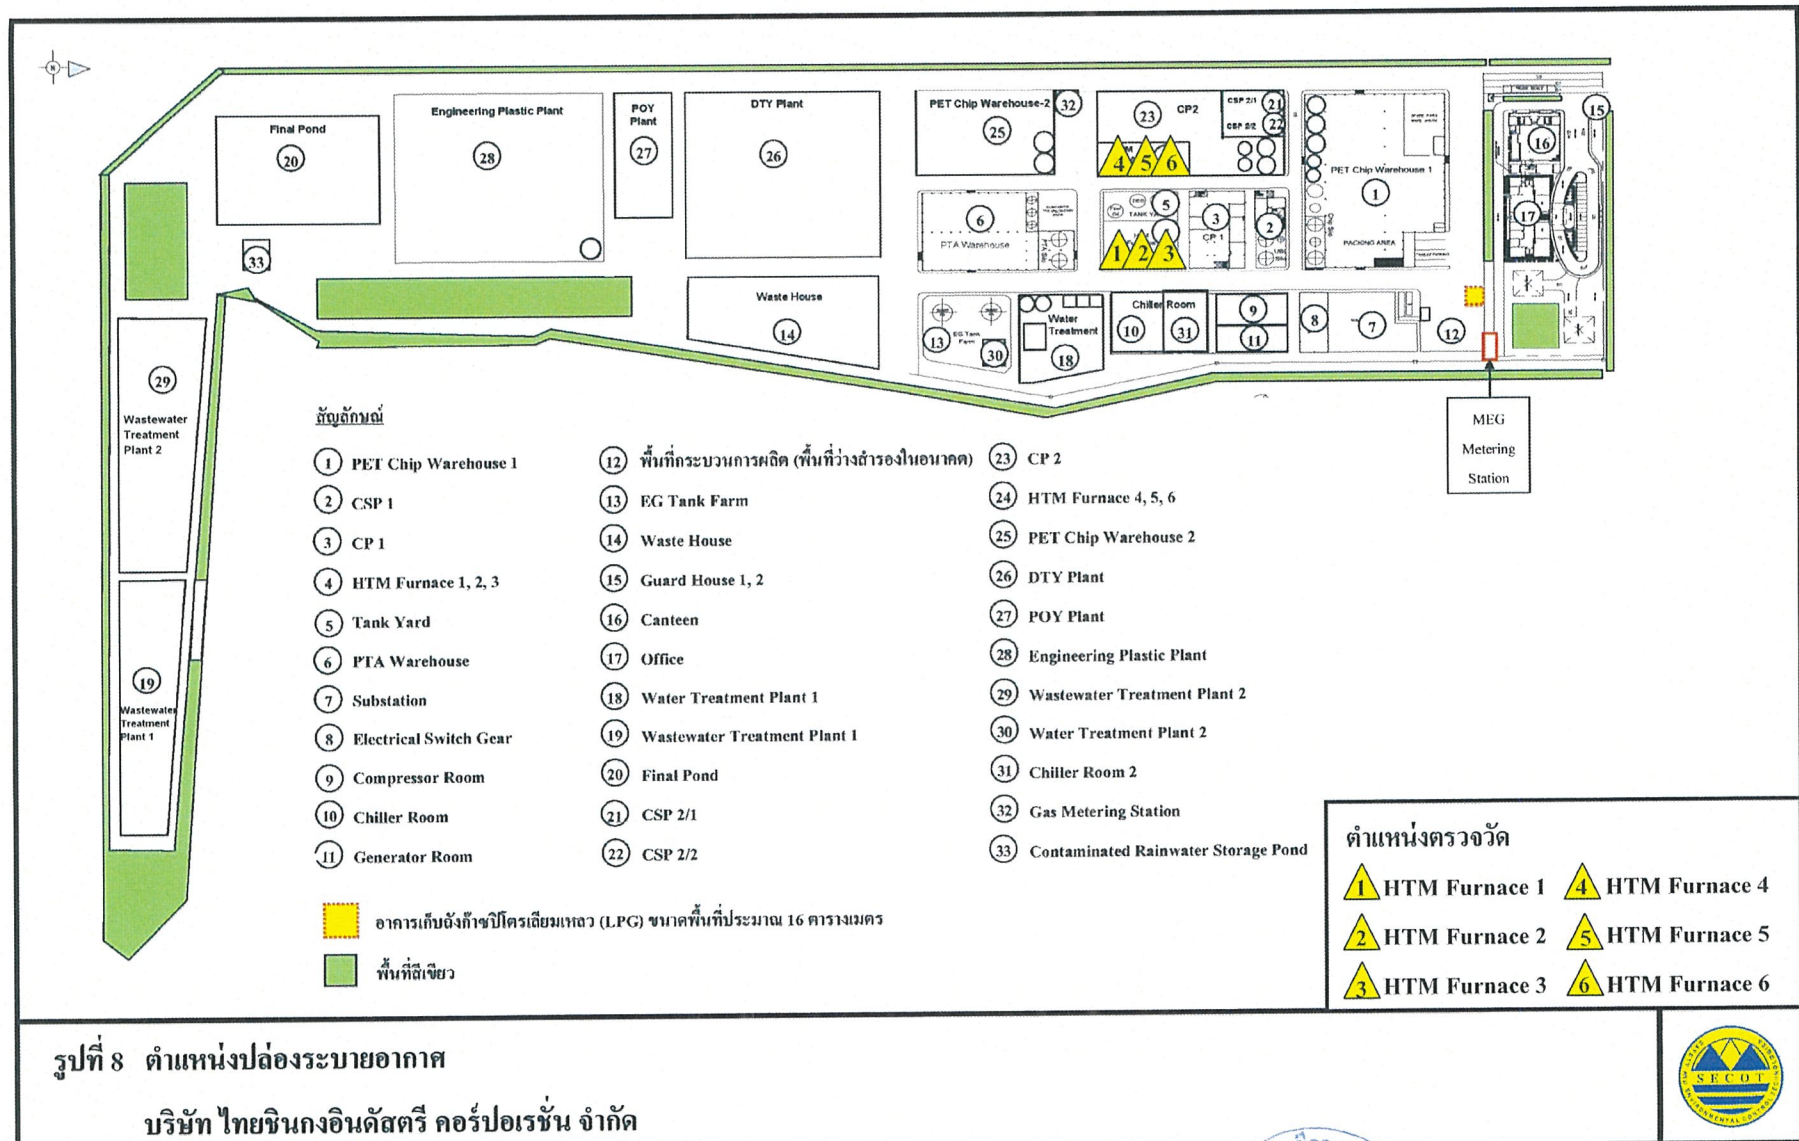 N
Final Pond
20
Engineering Plastic Plant
28
POY
Plant
27
DTY Plant
26
PET Chip Warehouse-2
25
32
23
CP2
CSP 2/1
21
CSP 2/2
22
4
5
6
PET Chip Warehouse 1
1
PACKING AREA
15
16
17
33
6
PTA Warehouse
5
TANK YA
1
2
3
3
CP 1
2
Waste House
14
13
EG Tank
Farm
30
Water
Treatment
18
Chiller Room
10
31
9
11
8
7
12
29
Wastewater
Treatment
Plant 2
19
Wastewater
Treatment
Plant 1
MEG
Metering
Station
สัญลักษณ์
1 PET Chip Warehouse 1
2 CSP 1
3 CP 1
4 HTM Furnace 1, 2, 3
5 Tank Yard
6 PTA Warehouse
7 Substation
8 Electrical Switch Gear
9 Compressor Room
10 Chiller Room
11 Generator Room
12 พื้นที่กระบวนการผลิต (พื้นที่ว่างสำรองในอนาคต)
13 EG Tank Farm
14 Waste House
15 Guard House 1, 2
16 Canteen
17 Office
18 Water Treatment Plant 1
19 Wastewater Treatment Plant 1
20 Final Pond
21 CSP 2/1
22 CSP 2/2
23 CP 2
24 HTM Furnace 4, 5, 6
25 PET Chip Warehouse 2
26 DTY Plant
27 POY Plant
28 Engineering Plastic Plant
29 Wastewater Treatment Plant 2
30 Water Treatment Plant 2
31 Chiller Room 2
32 Gas Metering Station
33 Contaminated Rainwater Storage Pond
อาคารเก็บถังก๊าซปิโตรเลียมเหลว (LPG) ขนาดพื้นที่ประมาณ 16 ตารางเมตร
พื้นที่สีเขียว
ตำแหน่งตรวจวัด
1 HTM Furnace 1
4 HTM Furnace 4
2 HTM Furnace 2
5 HTM Furnace 5
3 HTM Furnace 3
6 HTM Furnace 6
รูปที่ 8 ตำแหน่งปล่องระบายอากาศ
บริษัท ไทยชินกงอินดัสตรี คอร์ปอเรชั่น จำกัด
SECOT